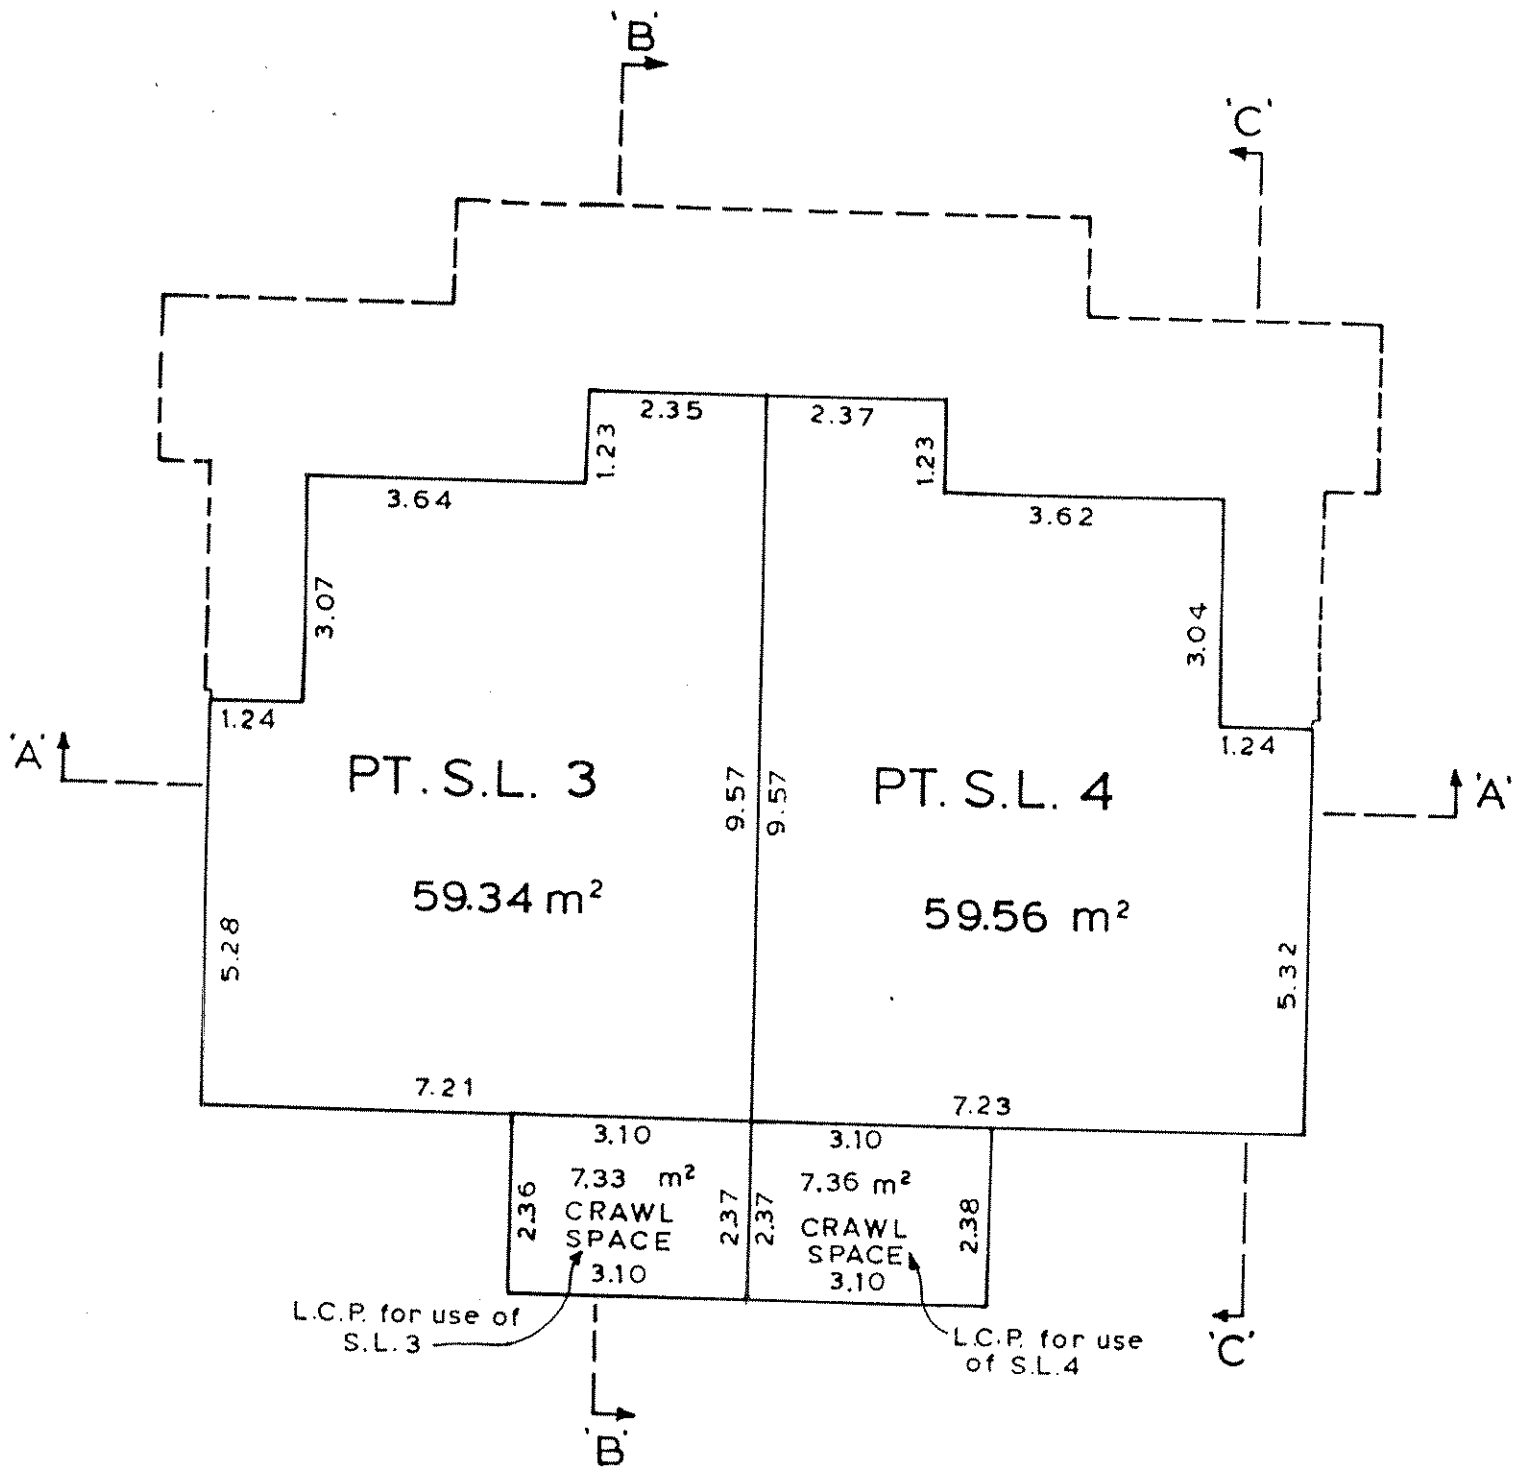 'B'
'C'
2.35
2.37
1.23
1.23
3.64
3.62
3.07
3.04
1.24
1.24
'A'
PT. S.L. 3
9.57
9.57
PT. S.L. 4
'A'
59.34 m²
59.56 m²
5.28
5.32
7.21
7.23
3.10
3.10
7.33 m²
7.36 m²
2.36
CRAWL
SPACE
2.37
2.37
CRAWL
SPACE
2.38
3.10
3.10
L.C.P. for use of
S.L. 3
L.C.P. for use
of S.L. 4
'C'
'B'